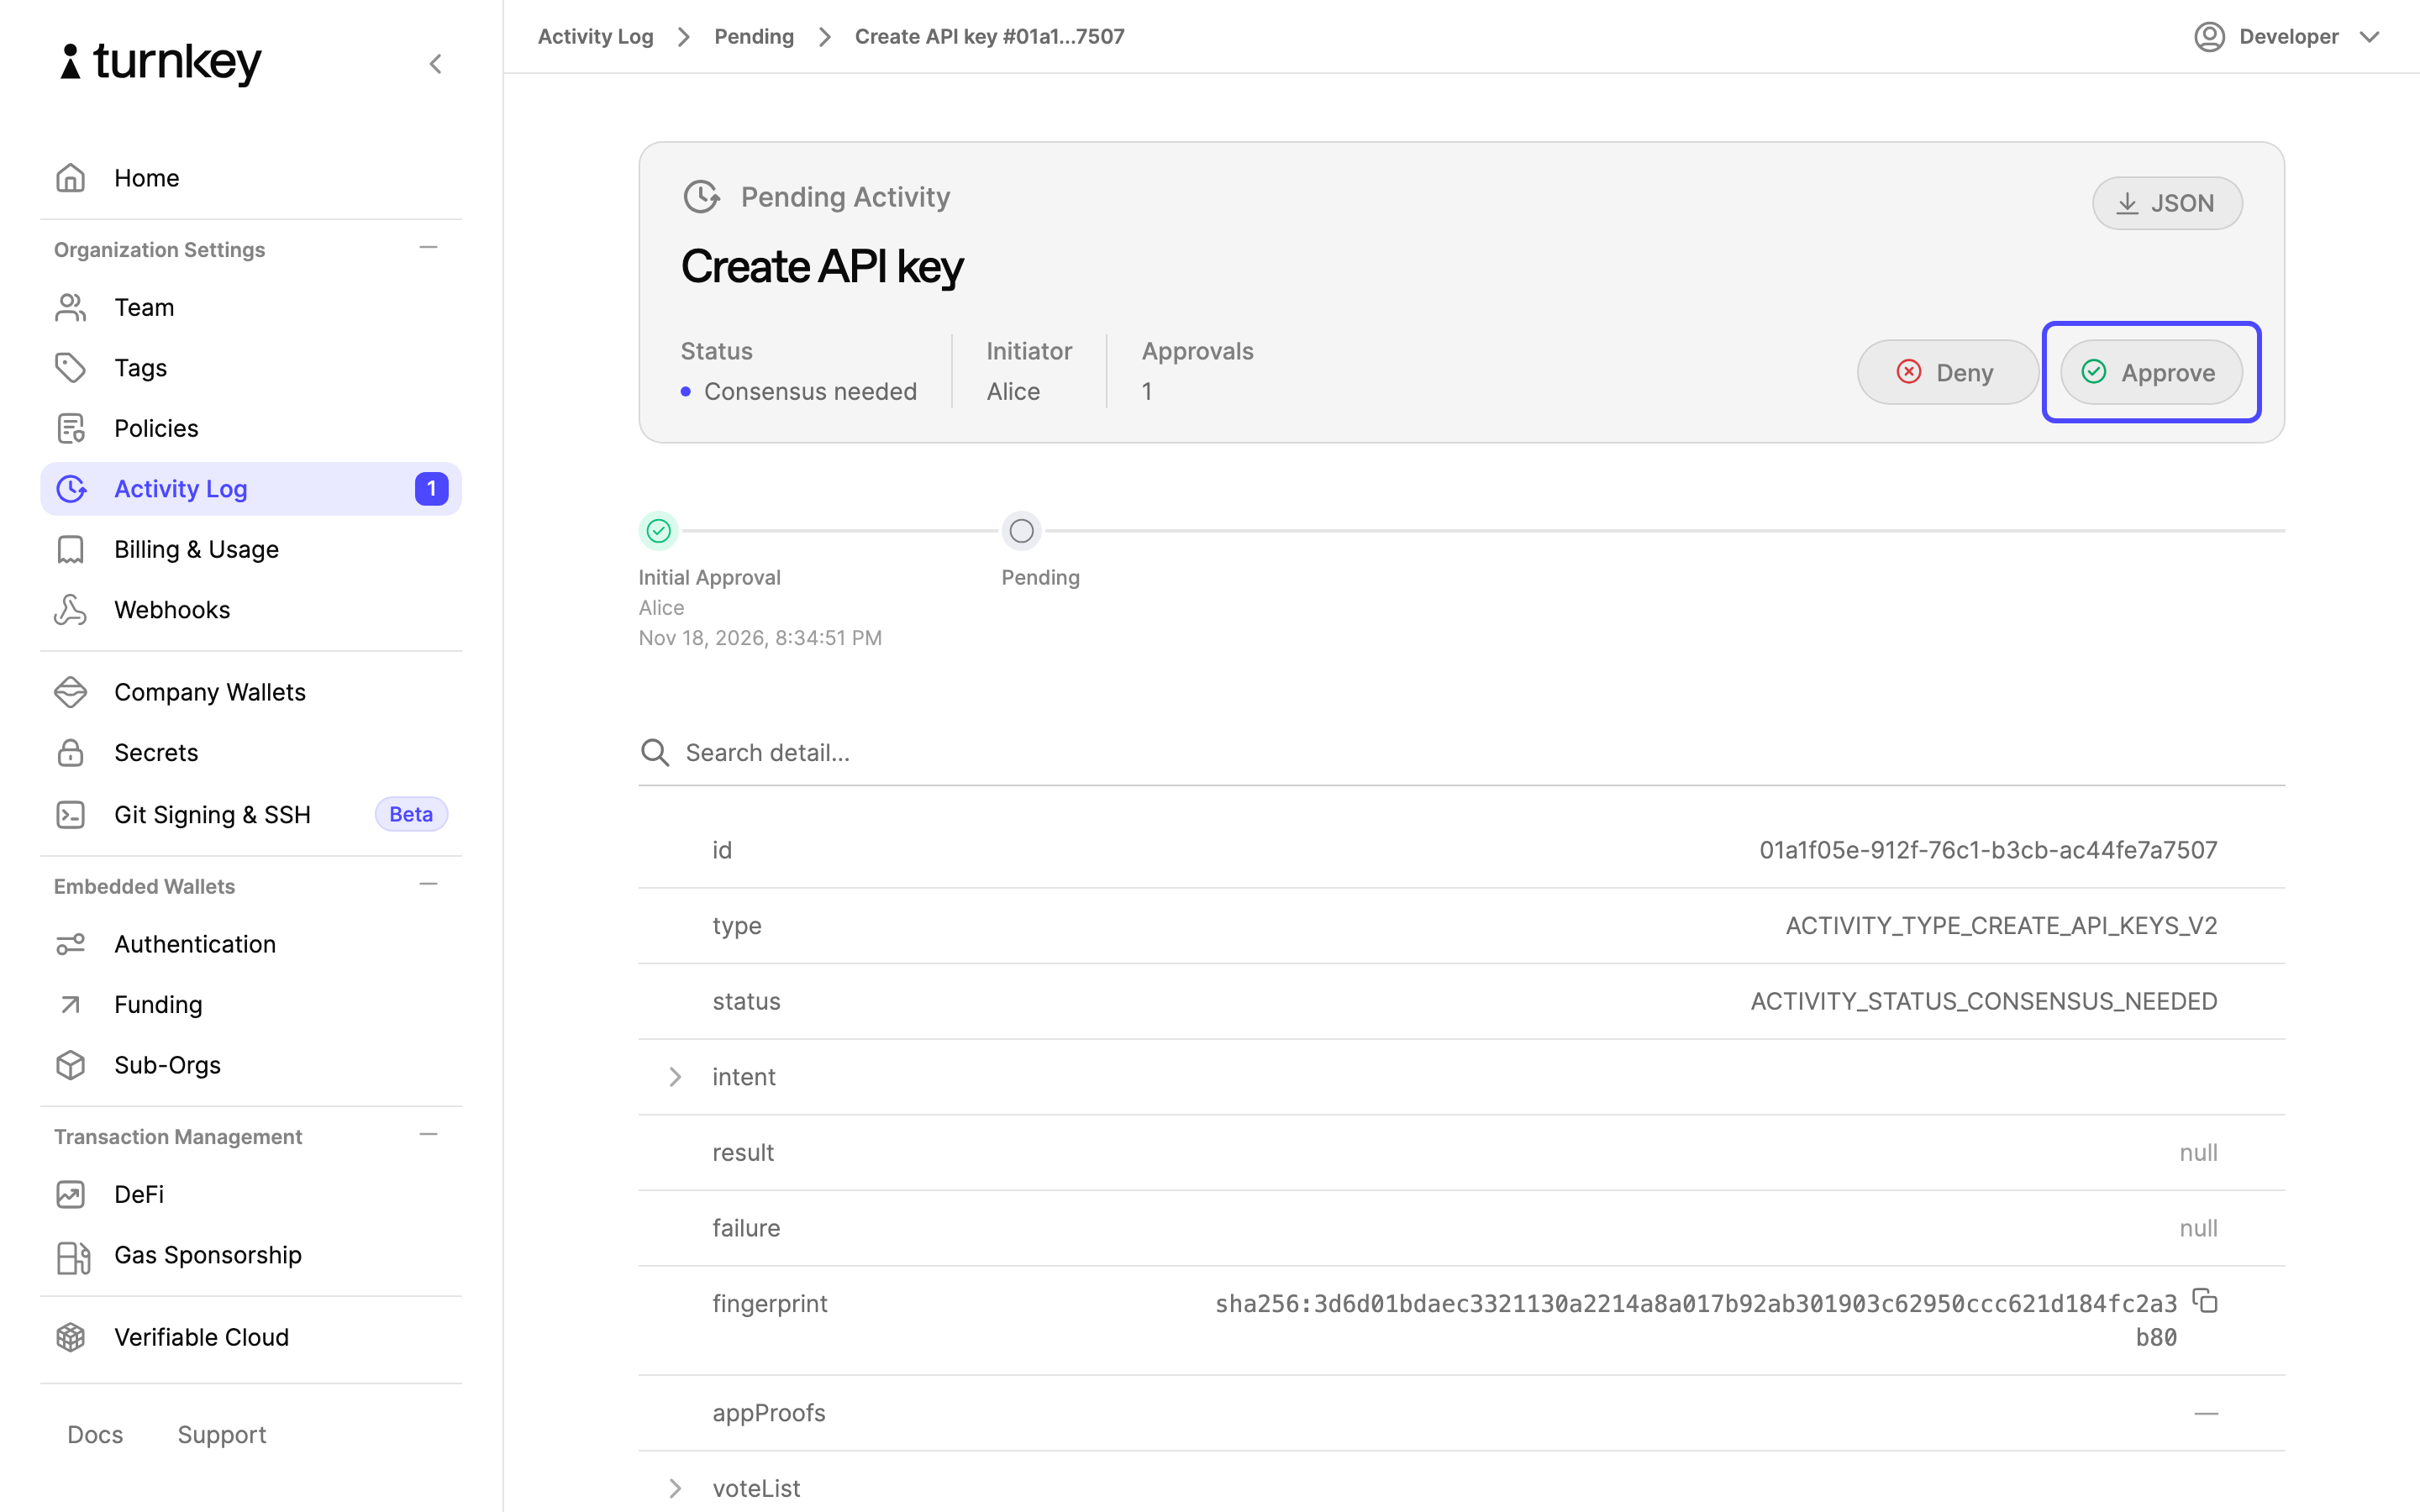 turnkey
Home
Organization Settings
Team
Tags
Policies
Activity Log 1
Billing & Usage
Webhooks
Company Wallets
Secrets
Git Signing & SSH Beta
Embedded Wallets
Authentication
Funding
Sub-Orgs
Transaction Management
DeFi
Gas Sponsorship
Verifiable Cloud
Docs Support
Activity Log Pending Create API key #01a1...7507
Developer
Pending Activity
JSON
Create API key
Status Initiator Approvals
Consensus needed Alice 1
Deny Approve
Initial Approval Pending
Alice
Nov 18, 2026, 8:34:51 PM
Search detail...
id 01a1f05e-912f-76c1-b3cb-ac44fe7a7507
type ACTIVITY_TYPE_CREATE_API_KEYS_V2
status ACTIVITY_STATUS_CONSENSUS_NEEDED
intent
result null
failure null
fingerprint sha256:3d6d01bdaec3321130a2214a8a017b92ab301903c62950ccc621d184fc2a3
b80
appProofs —
voteList